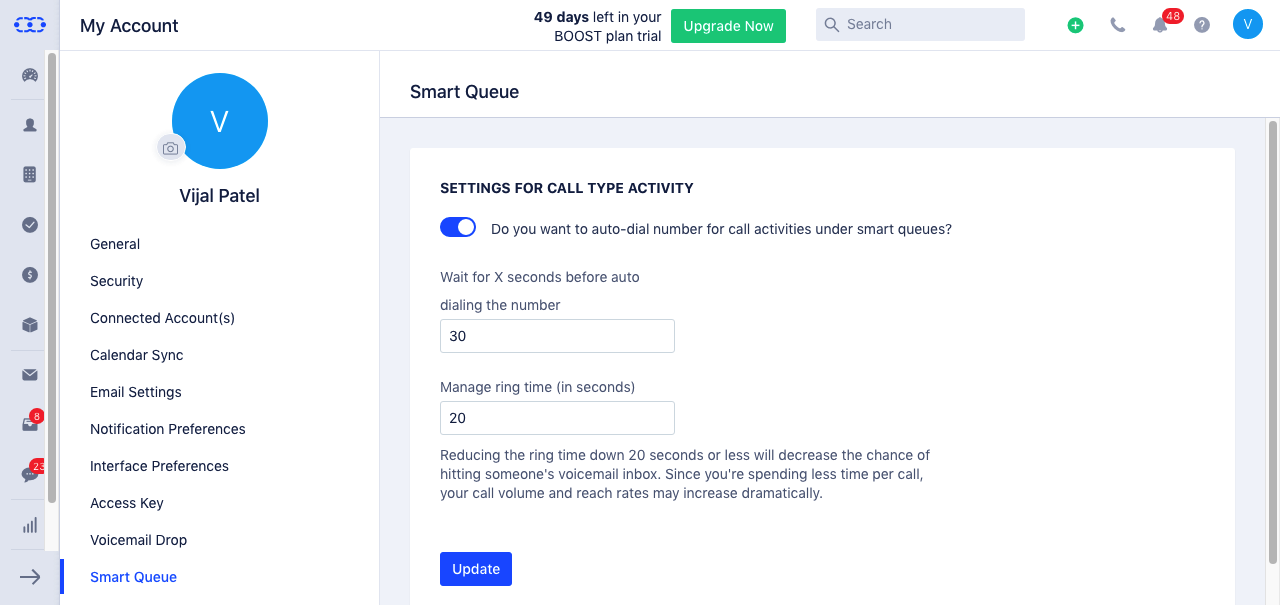 My Account
49 days left in your
BOOST plan trial
Upgrade Now
Search
48
V
8
23
V
Vijal Patel
General
Security
Connected Account(s)
Calendar Sync
Email Settings
Notification Preferences
Interface Preferences
Access Key
Voicemail Drop
Smart Queue
Smart Queue
SETTINGS FOR CALL TYPE ACTIVITY
Do you want to auto-dial number for call activities under smart queues?
Wait for X seconds before auto
dialing the number
30
Manage ring time (in seconds)
20
Reducing the ring time down 20 seconds or less will decrease the chance of
hitting someone's voicemail inbox. Since you're spending less time per call,
your call volume and reach rates may increase dramatically.
Update